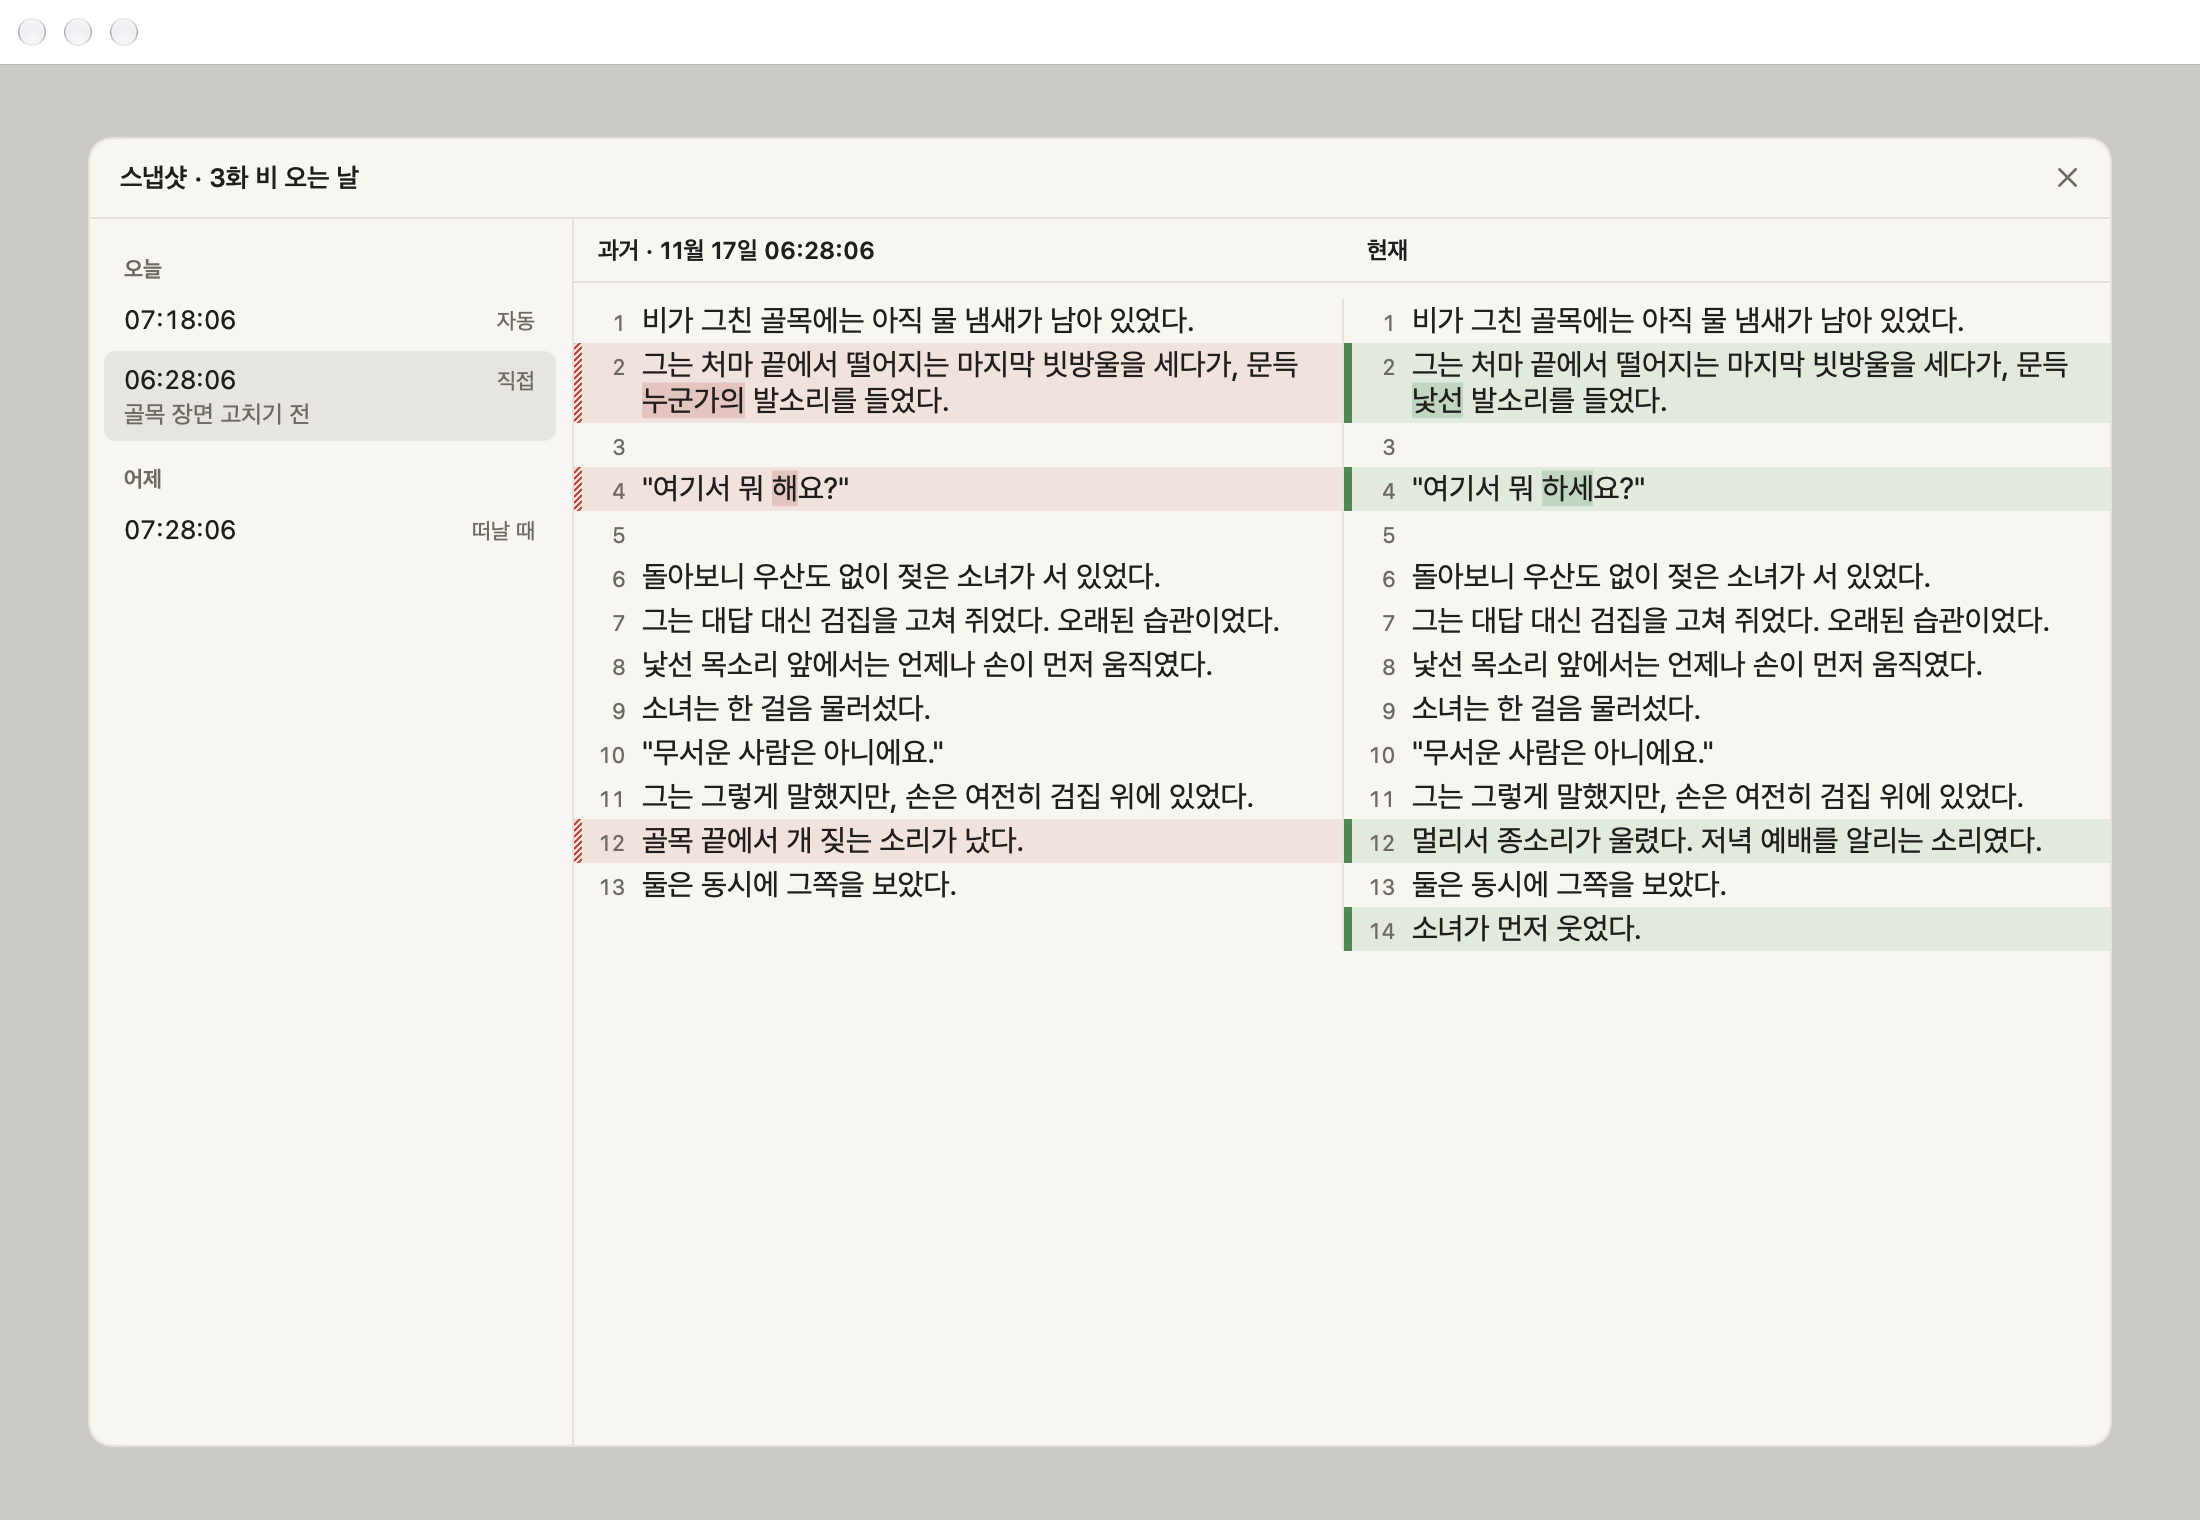 스냅샷 · 3화 비 오는 날
오늘
07:18:06 자동
06:28:06 직접
골목 장면 고치기 전
어제
07:28:06 떠날 때
과거 · 11월 17일 06:28:06
1 비가 그친 골목에는 아직 물 냄새가 남아 있었다.
2 그는 처마 끝에서 떨어지는 마지막 빗방울을 세다가, 문득
누군가의 발소리를 들었다.
3
4 "여기서 뭐 해요?"
5
6 돌아보니 우산도 없이 젖은 소녀가 서 있었다.
7 그는 대답 대신 검집을 고쳐 쥐었다. 오래된 습관이었다.
8 낯선 목소리 앞에서는 언제나 손이 먼저 움직였다.
9 소녀는 한 걸음 물러섰다.
10 "무서운 사람은 아니에요."
11 그는 그렇게 말했지만, 손은 여전히 검집 위에 있었다.
12 골목 끝에서 개 짖는 소리가 났다.
13 둘은 동시에 그쪽을 보았다.
현재
1 비가 그친 골목에는 아직 물 냄새가 남아 있었다.
2 그는 처마 끝에서 떨어지는 마지막 빗방울을 세다가, 문득
낯선 발소리를 들었다.
3
4 "여기서 뭐 하세요?"
5
6 돌아보니 우산도 없이 젖은 소녀가 서 있었다.
7 그는 대답 대신 검집을 고쳐 쥐었다. 오래된 습관이었다.
8 낯선 목소리 앞에서는 언제나 손이 먼저 움직였다.
9 소녀는 한 걸음 물러섰다.
10 "무서운 사람은 아니에요."
11 그는 그렇게 말했지만, 손은 여전히 검집 위에 있었다.
12 멀리서 종소리가 울렸다. 저녁 예배를 알리는 소리였다.
13 둘은 동시에 그쪽을 보았다.
14 소녀가 먼저 웃었다.